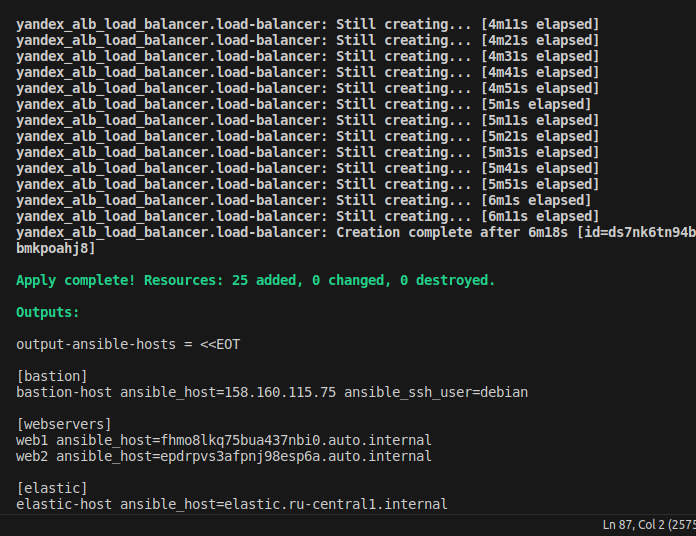 yandex_alb_load_balancer.load-balancer: Still creating... [4m11s elapsed]
yandex_alb_load_balancer.load-balancer: Still creating... [4m21s elapsed]
yandex_alb_load_balancer.load-balancer: Still creating... [4m31s elapsed]
yandex_alb_load_balancer.load-balancer: Still creating... [4m41s elapsed]
yandex_alb_load_balancer.load-balancer: Still creating... [4m51s elapsed]
yandex_alb_load_balancer.load-balancer: Still creating... [5m1s elapsed]
yandex_alb_load_balancer.load-balancer: Still creating... [5m11s elapsed]
yandex_alb_load_balancer.load-balancer: Still creating... [5m21s elapsed]
yandex_alb_load_balancer.load-balancer: Still creating... [5m31s elapsed]
yandex_alb_load_balancer.load-balancer: Still creating... [5m41s elapsed]
yandex_alb_load_balancer.load-balancer: Still creating... [5m51s elapsed]
yandex_alb_load_balancer.load-balancer: Still creating... [6m1s elapsed]
yandex_alb_load_balancer.load-balancer: Still creating... [6m11s elapsed]
yandex_alb_load_balancer.load-balancer: Creation complete after 6m18s [id=ds7nk6tn94b
bmkpoahj8]
Apply complete! Resources: 25 added, 0 changed, 0 destroyed.
Outputs:
output-ansible-hosts = <<EOT
[bastion]
bastion-host ansible_host=158.160.115.75 ansible_ssh_user=debian
[webservers]
web1 ansible_host=fhmo8lkq75bua437nbi0.auto.internal
web2 ansible_host=epdrpvs3afpnj98esp6a.auto.internal
[elastic]
elastic-host ansible_host=elastic.ru-central1.internal
Ln 87, Col 2 (2575